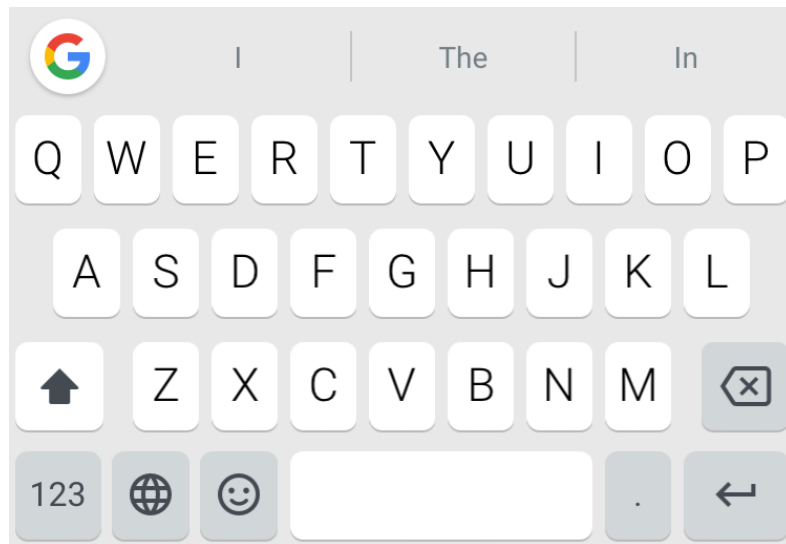 G I The In
Q W E R T Y U I O P
A S D F G H J K L
Z X C V B N M
123 .